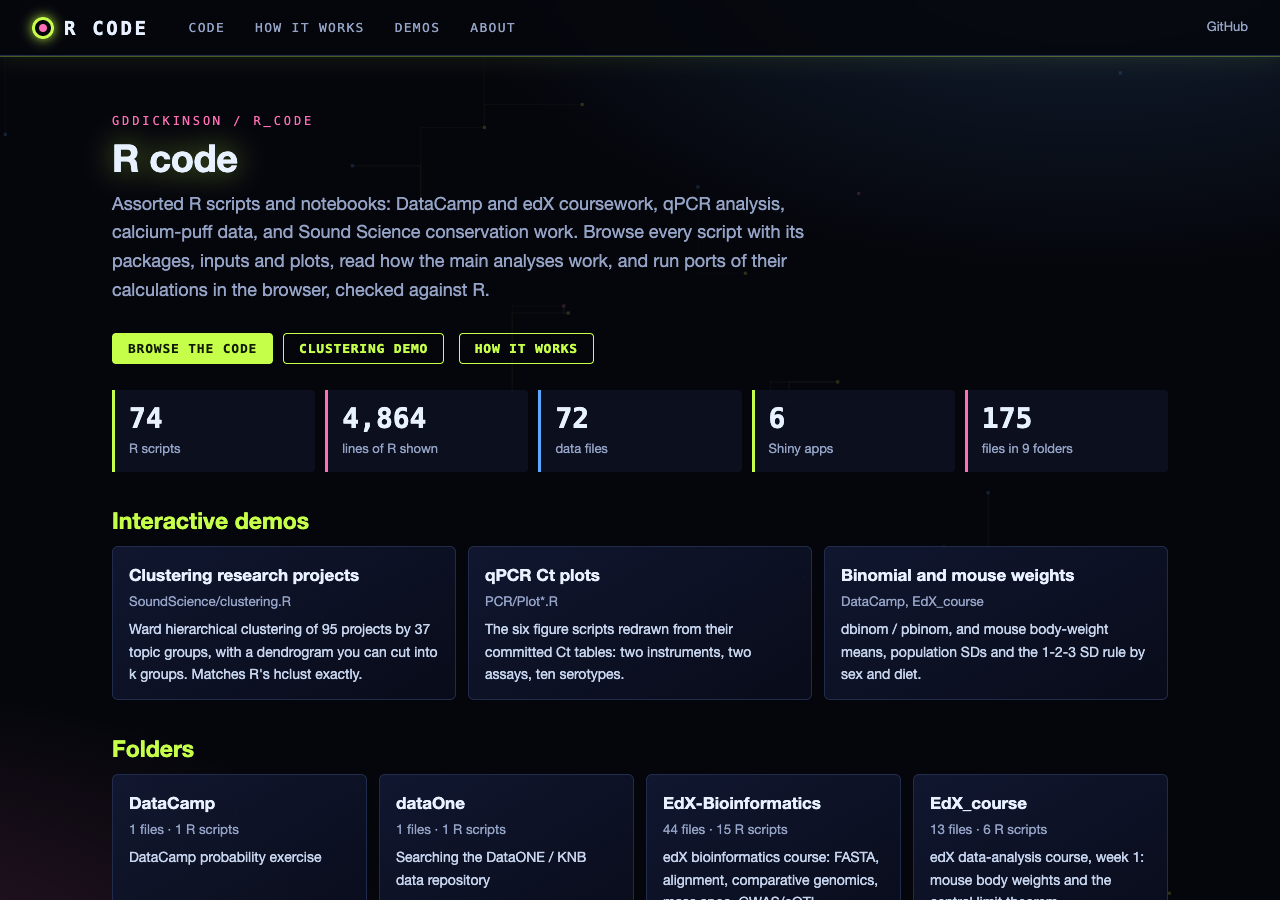 R CODE
CODE
HOW IT WORKS
DEMOS
ABOUT
GitHub
GDDICKINSON / R_CODE
R code
Assorted R scripts and notebooks: DataCamp and edX coursework, qPCR analysis,
calcium-puff data, and Sound Science conservation work. Browse every script with its
packages, inputs and plots, read how the main analyses work, and run ports of their
calculations in the browser, checked against R.
BROWSE THE CODE
CLUSTERING DEMO
HOW IT WORKS
74
R scripts
4,864
lines of R shown
72
data files
6
Shiny apps
175
files in 9 folders
Interactive demos
Clustering research projects
SoundScience/clustering.R
Ward hierarchical clustering of 95 projects by 37
topic groups, with a dendrogram you can cut into
k groups. Matches R's hclust exactly.
qPCR Ct plots
PCR/Plot*.R
The six figure scripts redrawn from their
committed Ct tables: two instruments, two
assays, ten serotypes.
Binomial and mouse weights
DataCamp, EdX_course
dbinom / pbinom, and mouse body-weight
means, population SDs and the 1-2-3 SD rule by
sex and diet.
Folders
DataCamp
1 files · 1 R scripts
DataCamp probability exercise
dataOne
1 files · 1 R scripts
Searching the DataONE / KNB
data repository
EdX-Bioinformatics
44 files · 15 R scripts
edX bioinformatics course: FASTA,
alignment, comparative genomics,
EdX_course
13 files · 6 R scripts
edX data-analysis course, week 1:
mouse body weights and the